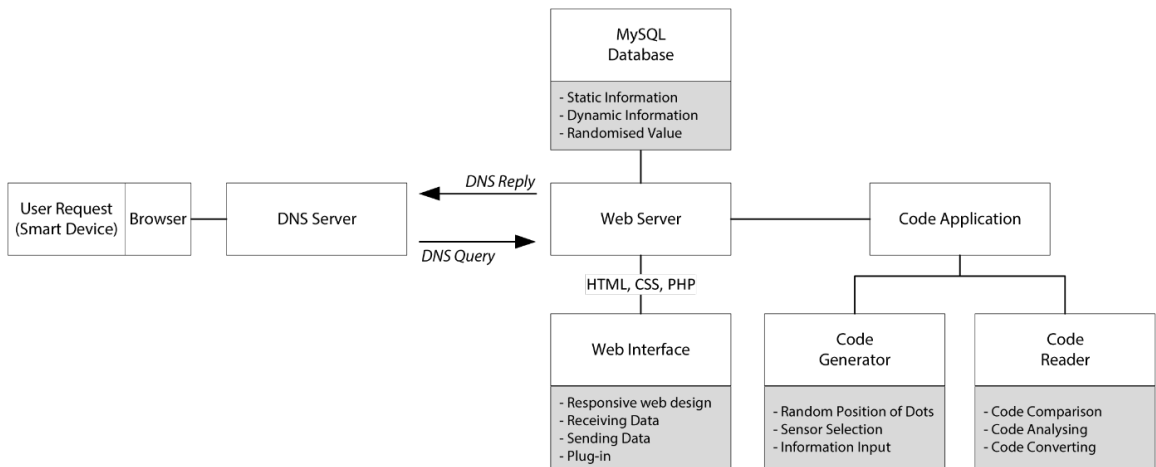 MySQL
Database
- Static Information
- Dynamic Information
- Randomised Value
User Request
(Smart Device)
Browser
DNS Server
DNS Reply
DNS Query
Web Server
Code Application
HTML, CSS, PHP
Web Interface
- Responsive web design
- Receiving Data
- Sending Data
- Plug-in
Code
Generator
- Random Position of Dots
- Sensor Selection
- Information Input
Code
Reader
- Code Comparison
- Code Analysing
- Code Converting